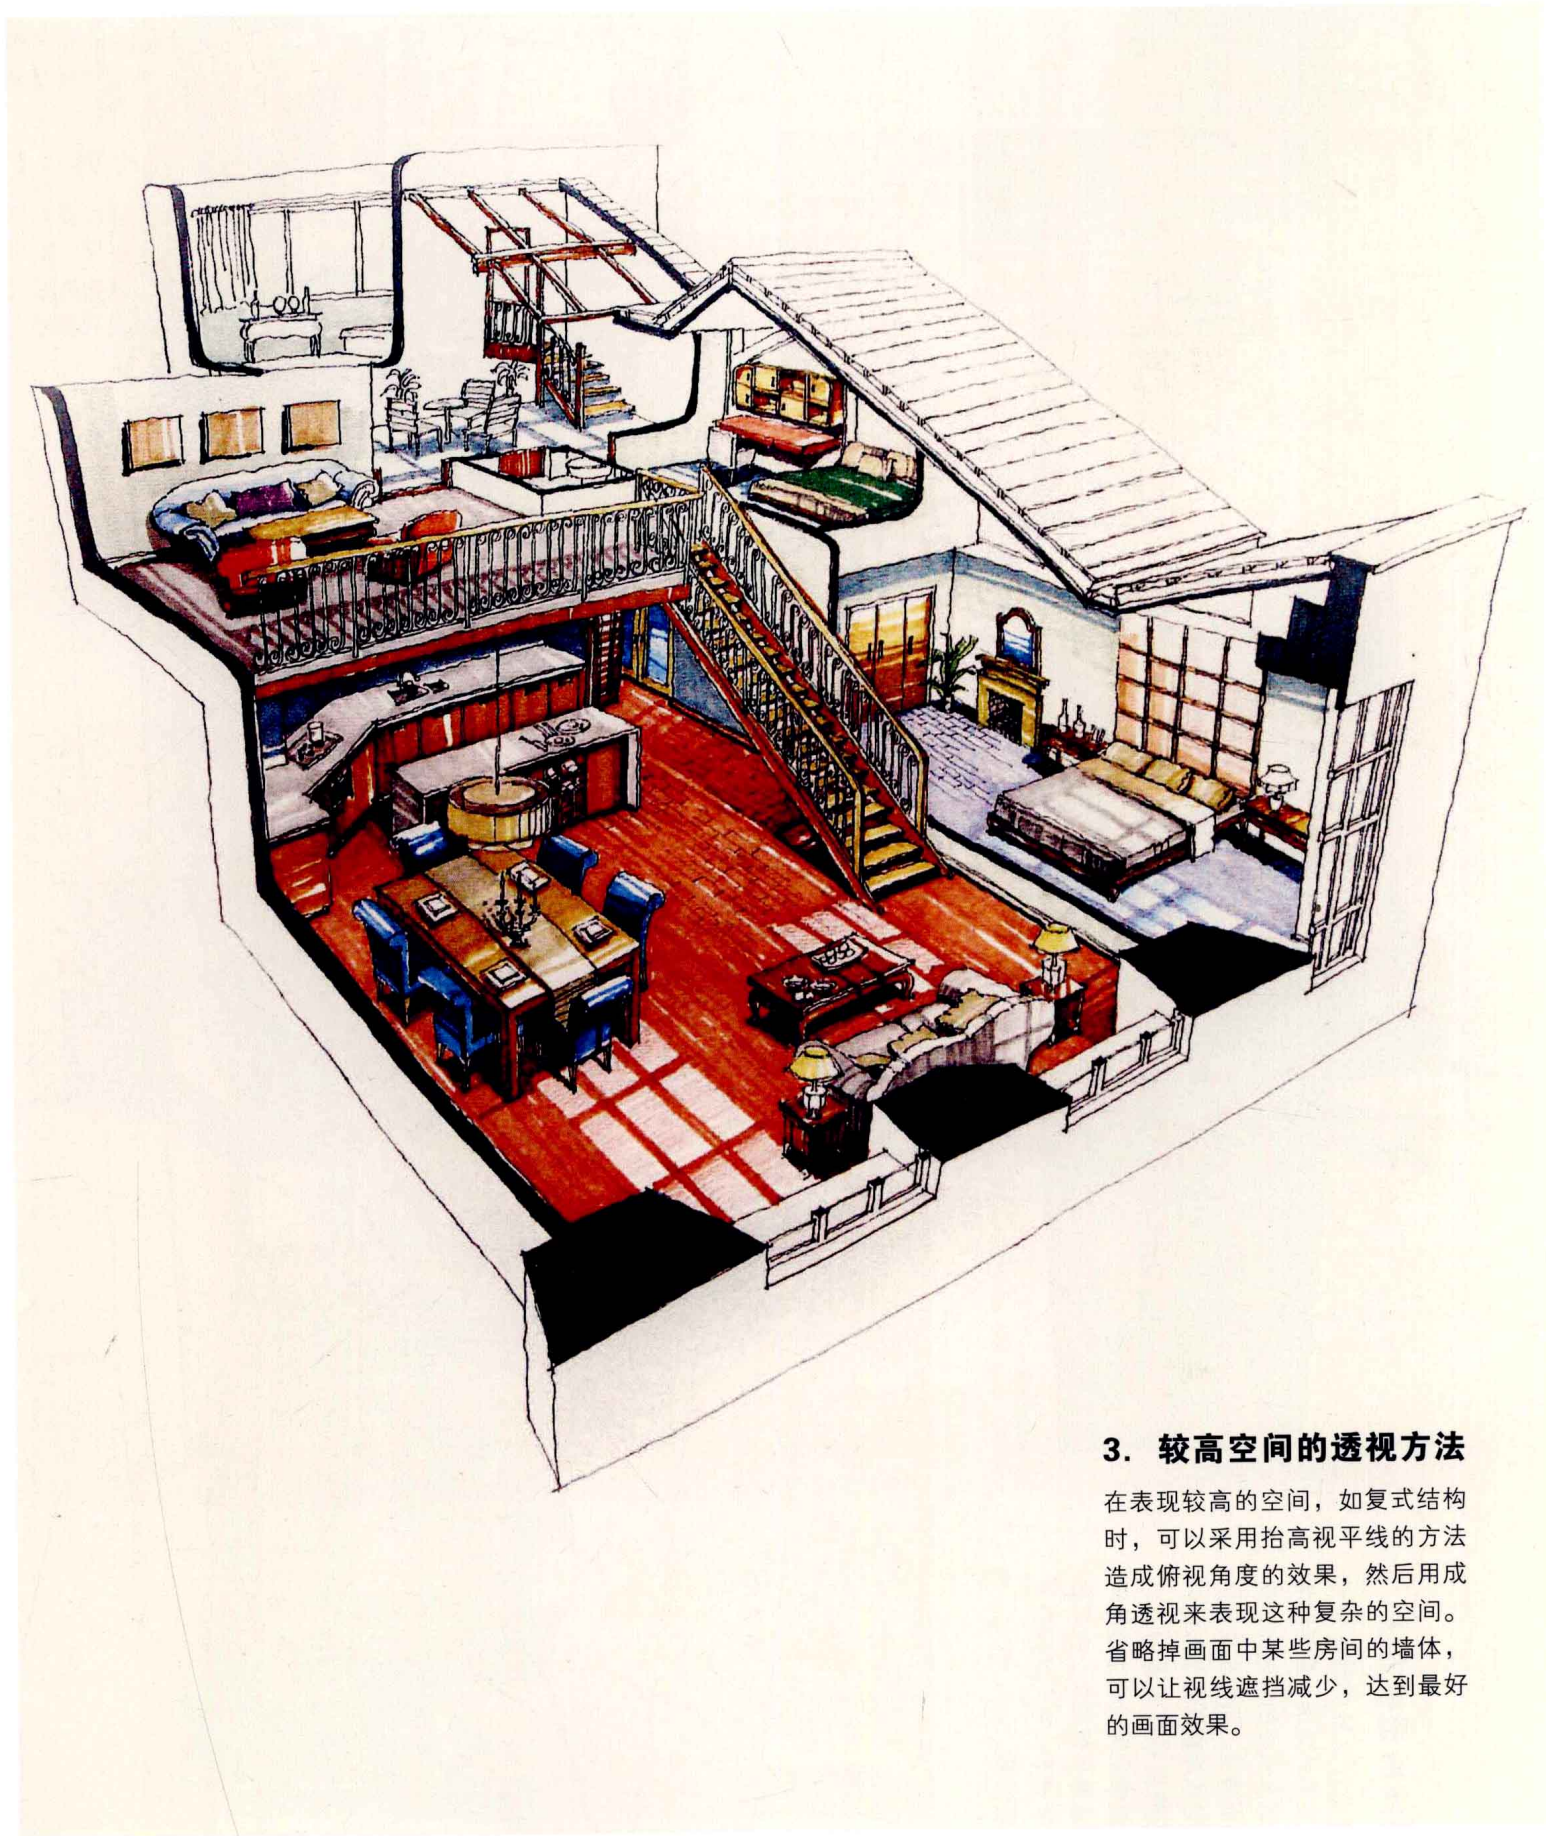 3. 较高空间的透视方法
在表现较高的空间，如复式结构
时，可以采用抬高视平线的方法
造成俯视角度的效果，然后用成
角透视来表现这种复杂的空间。
省略掉画面中某些房间的墙体，
可以让视线遮挡减少，达到最好
的画面效果。